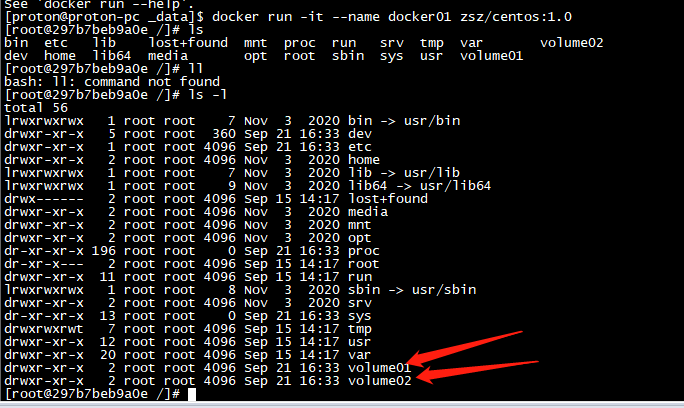 See 'docker run --help'.
[proton@proton-pc _data]$ docker run -it --name docker01 zsz/centos:1.0
[root@297b7beb9a0e /]# ls
bin  etc   lib    lost+found  mnt  proc  run   srv  tmp  var       volume02
dev  home  lib64  media       opt  root  sbin  sys  usr  volume01
[root@297b7beb9a0e /]# ll
bash: ll: command not found
[root@297b7beb9a0e /]# ls -l
total 56
lrwxrwxrwx   1 root root    7 Nov  3  2020 bin -> usr/bin
drwxr-xr-x   5 root root  360 Sep 21 16:33 dev
drwxr-xr-x   1 root root 4096 Sep 21 16:33 etc
drwxr-xr-x   2 root root 4096 Nov  3  2020 home
lrwxrwxrwx   1 root root    7 Nov  3  2020 lib -> usr/lib
lrwxrwxrwx   1 root root    9 Nov  3  2020 lib64 -> usr/lib64
drwx------   2 root root 4096 Sep 15 14:17 lost+found
drwxr-xr-x   2 root root 4096 Nov  3  2020 media
drwxr-xr-x   2 root root 4096 Nov  3  2020 mnt
drwxr-xr-x   2 root root 4096 Nov  3  2020 opt
dr-xr-xr-x 196 root root    0 Sep 21 16:33 proc
dr-xr-x---   2 root root 4096 Sep 15 14:17 root
drwxr-xr-x  11 root root 4096 Sep 15 14:17 run
lrwxrwxrwx   1 root root    8 Nov  3  2020 sbin -> usr/sbin
drwxr-xr-x   2 root root 4096 Nov  3  2020 srv
dr-xr-xr-x  13 root root    0 Sep 21 16:33 sys
drwxrwxrwt   7 root root 4096 Sep 15 14:17 tmp
drwxr-xr-x  12 root root 4096 Sep 15 14:17 usr
drwxr-xr-x  20 root root 4096 Sep 15 14:17 var
drwxr-xr-x   2 root root 4096 Sep 21 16:33 volume01
drwxr-xr-x   2 root root 4096 Sep 21 16:33 volume02
[root@297b7beb9a0e /]#